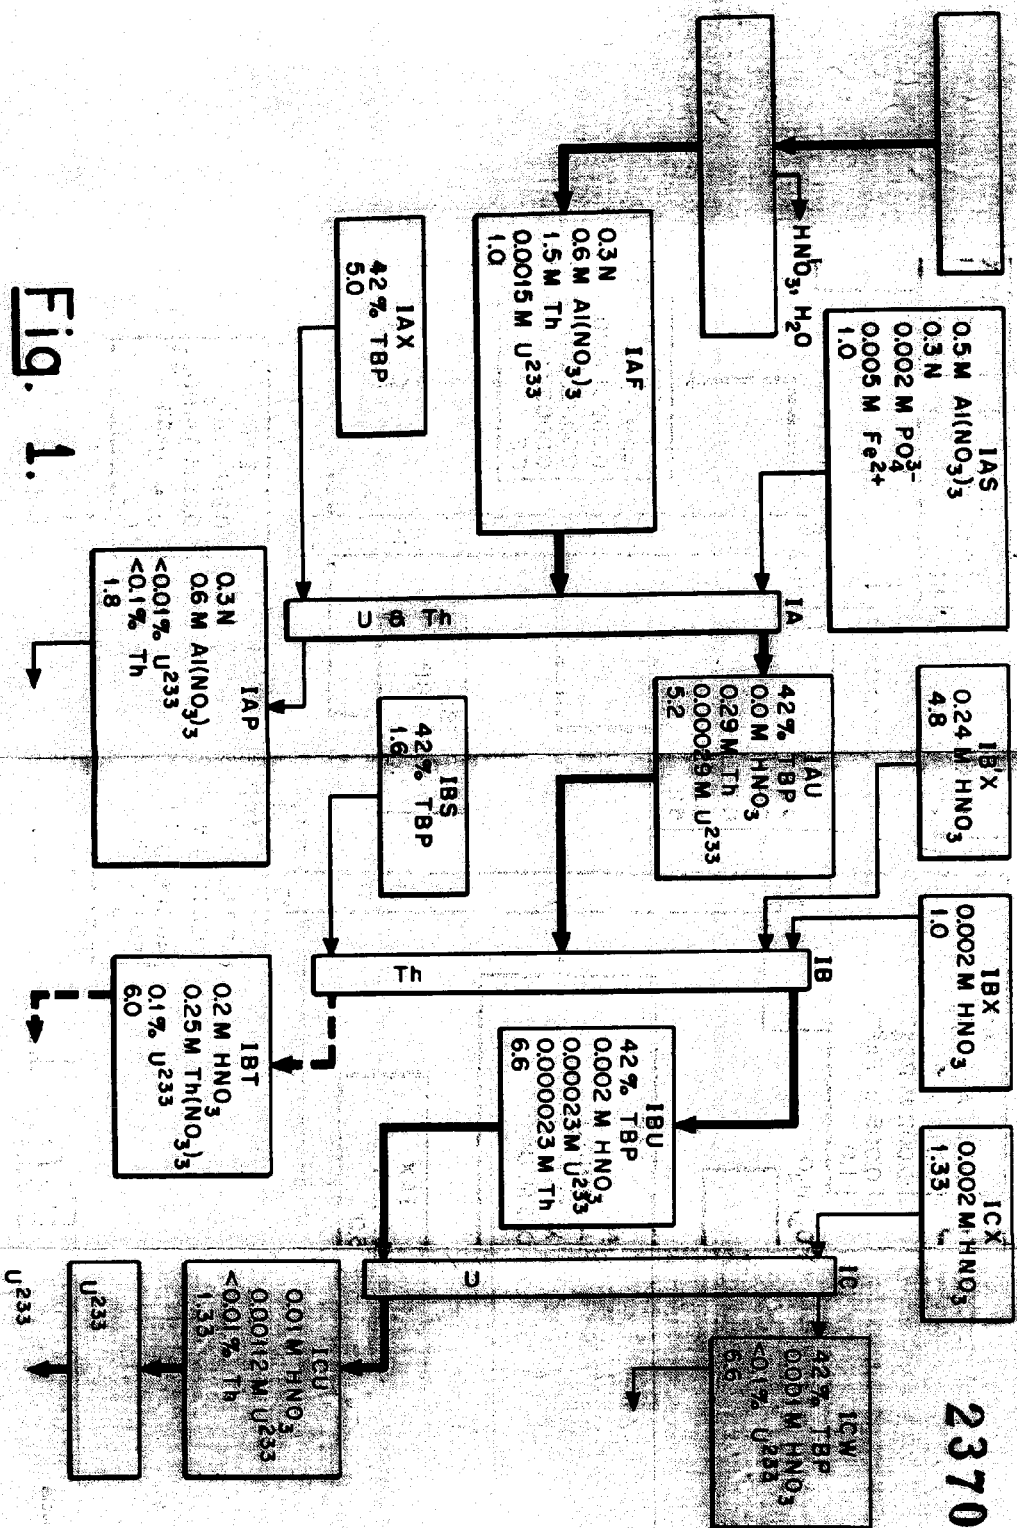 2370
HNO3, H2O
IAS
0.5 M Al(NO3)3
0.3 N
0.002 M PO4^3-
0.005 M Fe2+
1.0
IB'X
0.24 M HNO3
4.8
IBX
0.002 M HNO3
1.0
ICX
0.002 M HNO3
1.33
IAF
0.3 N
0.6 M Al(NO3)3
1.5 M Th
0.0015 M U233
1.0
IA
U & Th
IAU
42% TBP
0.0 M HNO3
0.29 M Th
0.00029 M U233
5.2
IB
Th
IBU
42% TBP
0.002 M HNO3
0.00023 M U233
0.000023 M Th
6.6
IC
U
ICW
42% TBP
0.001 M HNO3
<0.1% U233
6.6
IAX
42% TBP
5.0
IBS
42% TBP
1.6
IAP
0.3 N
0.6 M Al(NO3)3
<0.01% U233
<0.1% Th
1.8
IBT
0.2 M HNO3
0.25 M Th(NO3)3
0.1% U233
6.0
ICU
0.01 M HNO3
0.00112 M U233
<0.01% Th
1.33
U233
U233
Fig. 1.